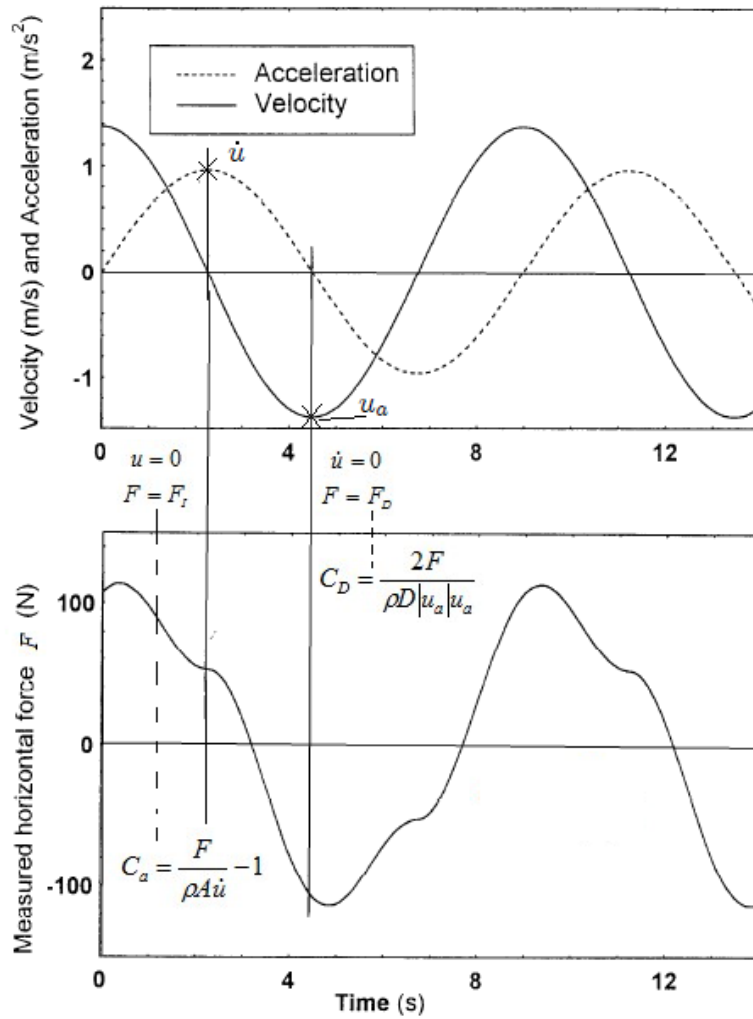 Velocity (m/s) and Acceleration (m/s²)
2
1
0
-1
Acceleration
Velocity
u̇
u_a
0 4 8 12
u = 0
F = F_I
u̇ = 0
F = F_D
C_D = 2F / ρD|u_a|u_a
Measured horizontal force F (N)
100
0
-100
C_a = F / ρAu̇ − 1
0 4 8 12
Time (s)